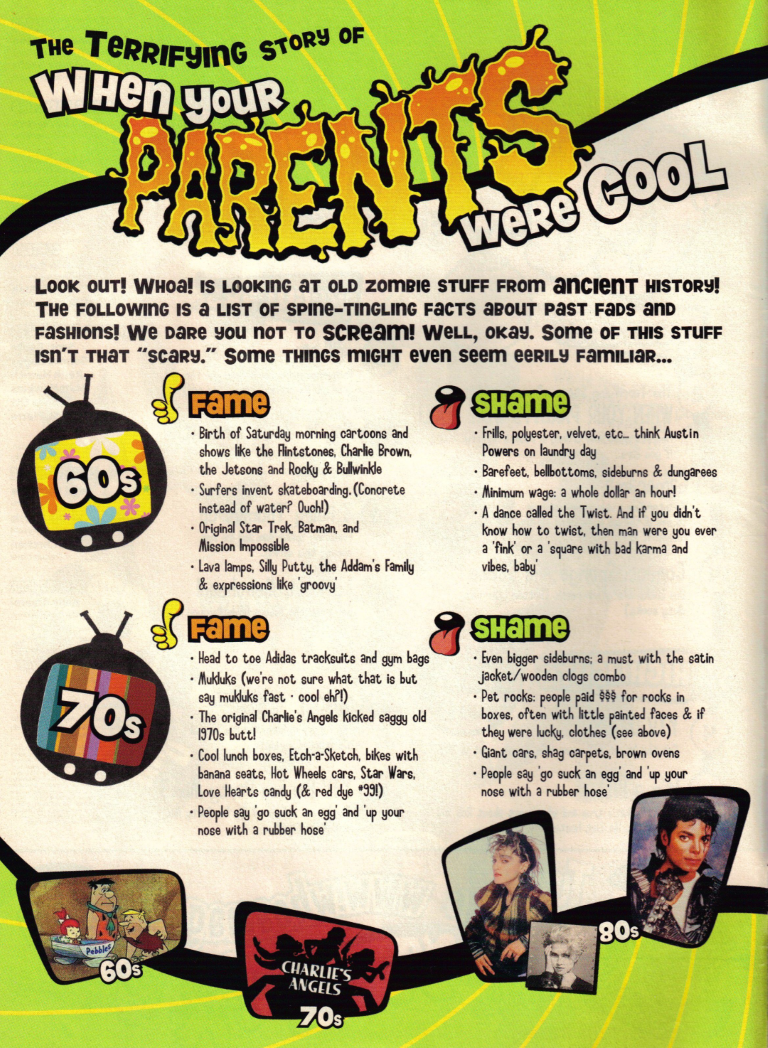 THE TERRIFYING STORY OF
WHEN YOUR
PARENTS
WERE COOL
LOOK OUT! WHOA! IS LOOKING AT OLD ZOMBIE STUFF FROM ANCIENT HISTORY!
THE FOLLOWING IS A LIST OF SPINE-TINGLING FACTS ABOUT PAST FADS AND
FASHIONS! WE DARE YOU NOT TO SCREAM! WELL, OKAY. SOME OF THIS STUFF
ISN'T THAT “SCARY.” SOME THINGS MIGHT EVEN SEEM EERILY FAMILIAR...
60s
FAME
• Birth of Saturday morning cartoons and
shows like the Flintstones, Charlie Brown,
the Jetsons and Rocky & Bullwinkle
• Surfers invent skateboarding. (Concrete
instead of water? Ouch!)
• Original Star Trek, Batman, and
Mission Impossible
• Lava lamps, Silly Putty, the Addam's Family
& expressions like 'groovy'
SHAME
• Frills, polyester, velvet, etc... think Austin
Powers on laundry day
• Barefeet, bellbottoms, sideburns & dungarees
• Minimum wage: a whole dollar an hour!
• A dance called the Twist. And if you didn't
know how to twist, then man were you ever
a 'fink' or a 'square with bad karma and
vibes, baby'
70s
FAME
• Head to toe Adidas tracksuits and gym bags
• Mukluks (we're not sure what that is but
say mukluks fast - cool eh?!)
• The original Charlie's Angels kicked saggy old
1970s butt!
• Cool lunch boxes, Etch-a-Sketch, bikes with
banana seats, Hot Wheels cars, Star Wars,
Love Hearts candy (& red dye #99!)
• People say 'go suck an egg' and 'up your
nose with a rubber hose'
SHAME
• Even bigger sideburns; a must with the satin
jacket/wooden clogs combo
• Pet rocks: people paid $$$ for rocks in
boxes, often with little painted faces & if
they were lucky, clothes (see above)
• Giant cars, shag carpets, brown ovens
• People say 'go suck an egg' and 'up your
nose with a rubber hose'
Pebbles
60s
CHARLIE'S
ANGELS
70s
80s